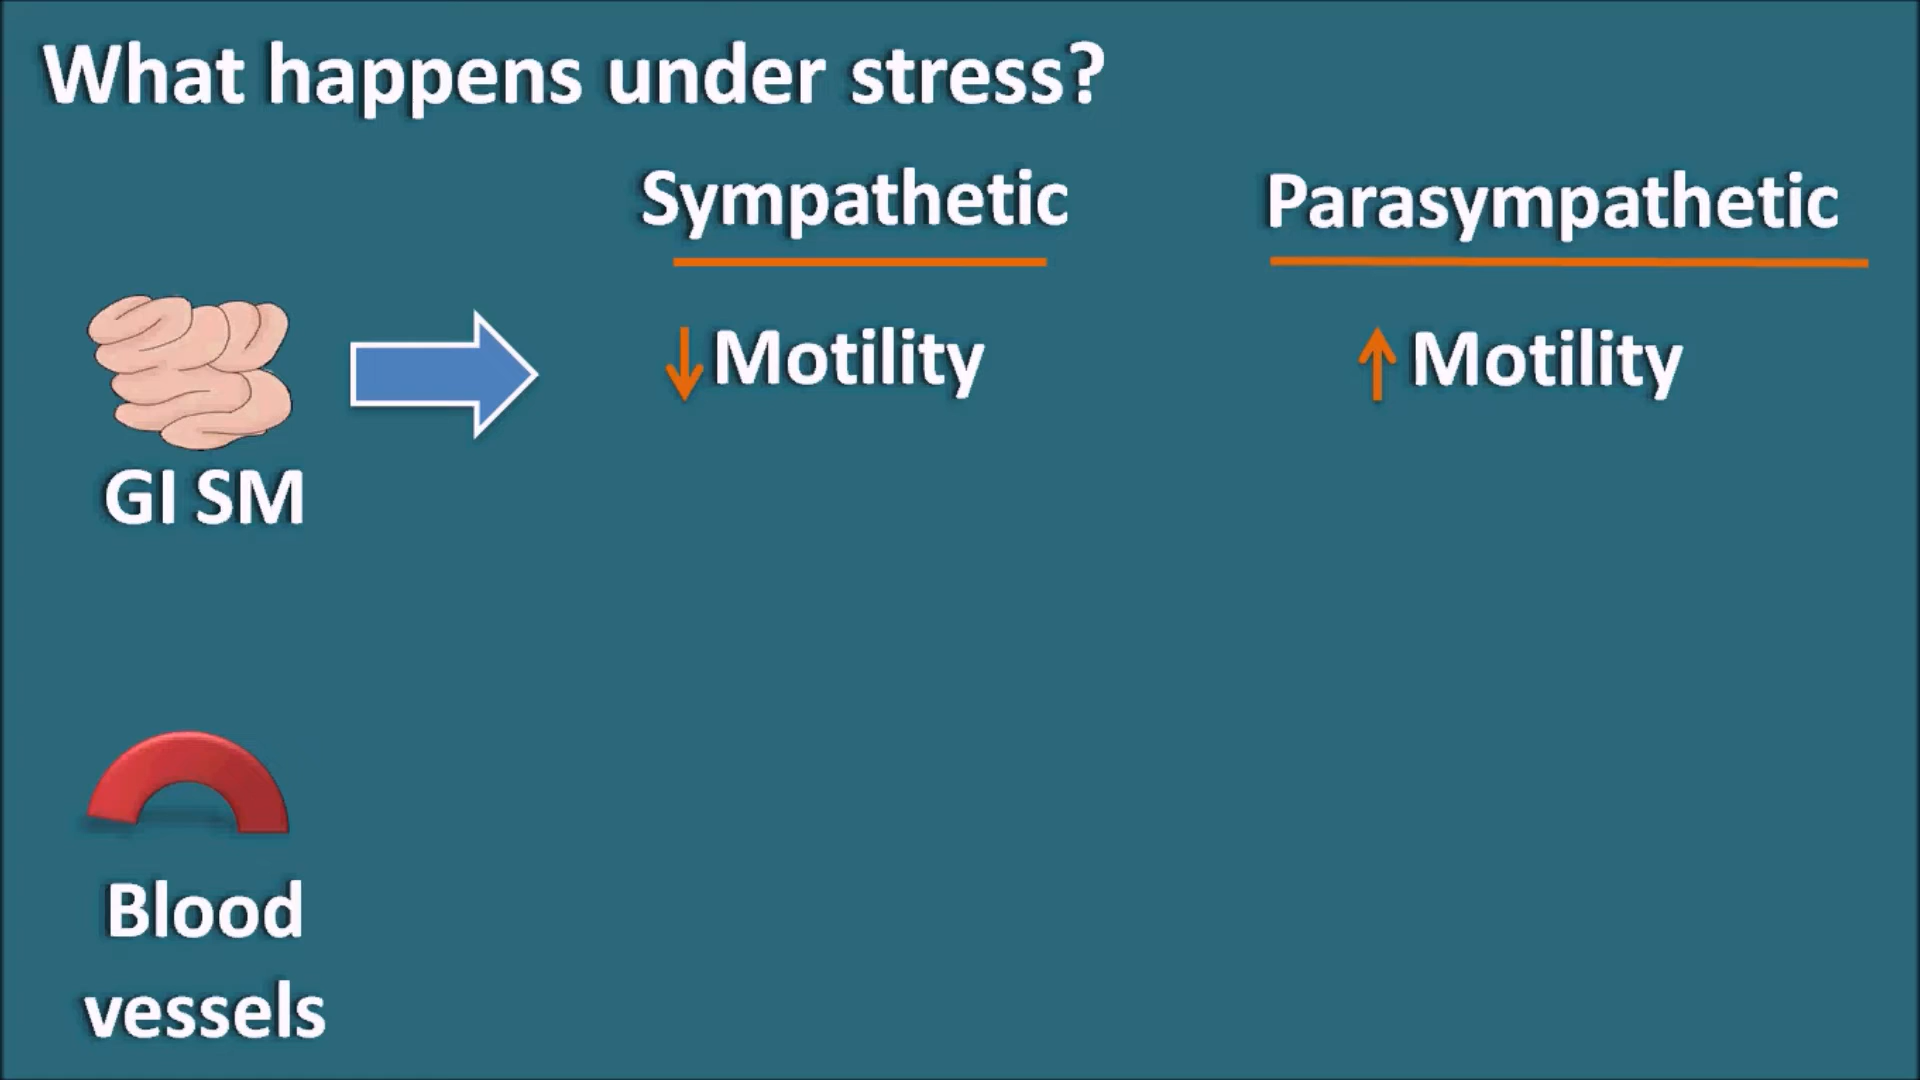 What happens under stress?
Sympathetic
Parasympathetic
↓ Motility
↑ Motility
GI SM
Blood
vessels